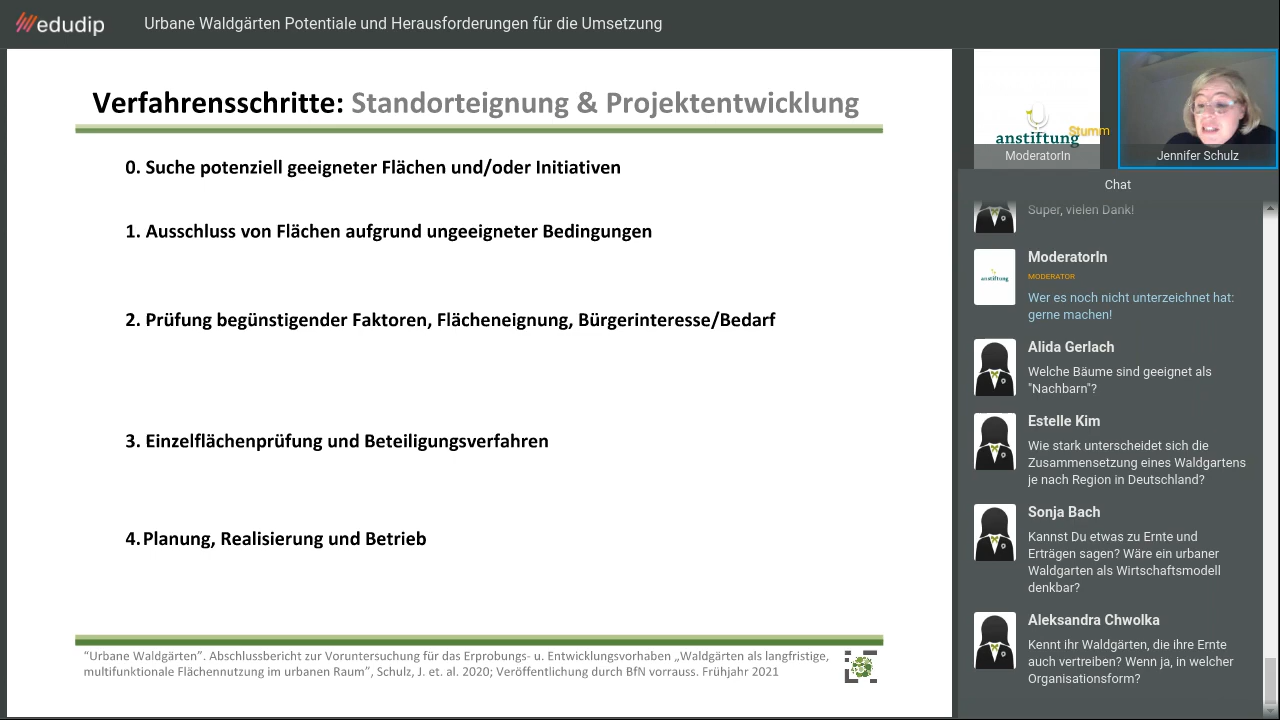 edudip
Urbane Waldgärten Potentiale und Herausforderungen für die Umsetzung
Verfahrensschritte: Standorteignung & Projektentwicklung
0. Suche potenziell geeigneter Flächen und/oder Initiativen
1. Ausschluss von Flächen aufgrund ungeeigneter Bedingungen
2. Prüfung begünstigender Faktoren, Flächeneignung, Bürgerinteresse/Bedarf
3. Einzelflächenprüfung und Beteiligungsverfahren
4. Planung, Realisierung und Betrieb
“Urbane Waldgärten”. Abschlussbericht zur Voruntersuchung für das Erprobungs- u. Entwicklungsvorhaben „Waldgärten als langfristige,
multifunktionale Flächennutzung im urbanen Raum”, Schulz, J. et. al. 2020; Veröffentlichung durch BfN vorrauss. Frühjahr 2021
anstiftung
Stumm
ModeratorIn
Jennifer Schulz
Chat
Super, vielen Dank!
ModeratorIn
MODERATOR
anstiftung
Wer es noch nicht unterzeichnet hat:
gerne machen!
Alida Gerlach
Welche Bäume sind geeignet als
"Nachbarn"?
Estelle Kim
Wie stark unterscheidet sich die
Zusammensetzung eines Waldgartens
je nach Region in Deutschland?
Sonja Bach
Kannst Du etwas zu Ernte und
Erträgen sagen? Wäre ein urbaner
Waldgarten als Wirtschaftsmodell
denkbar?
Aleksandra Chwolka
Kennt ihr Waldgärten, die ihre Ernte
auch vertreiben? Wenn ja, in welcher
Organisationsform?